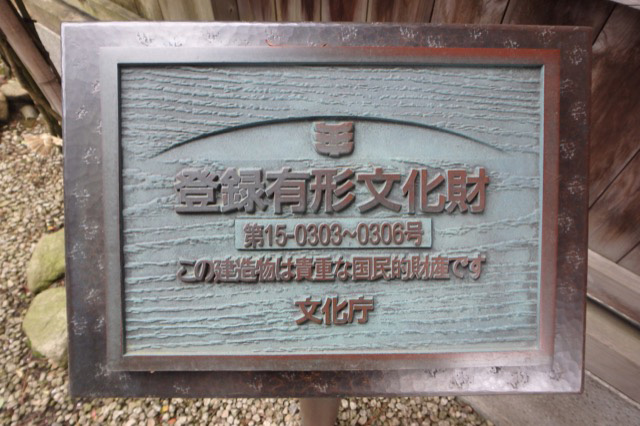 登録有形文化財
第15-0303~0306号
この建造物は貴重な国民的財産です
文化庁